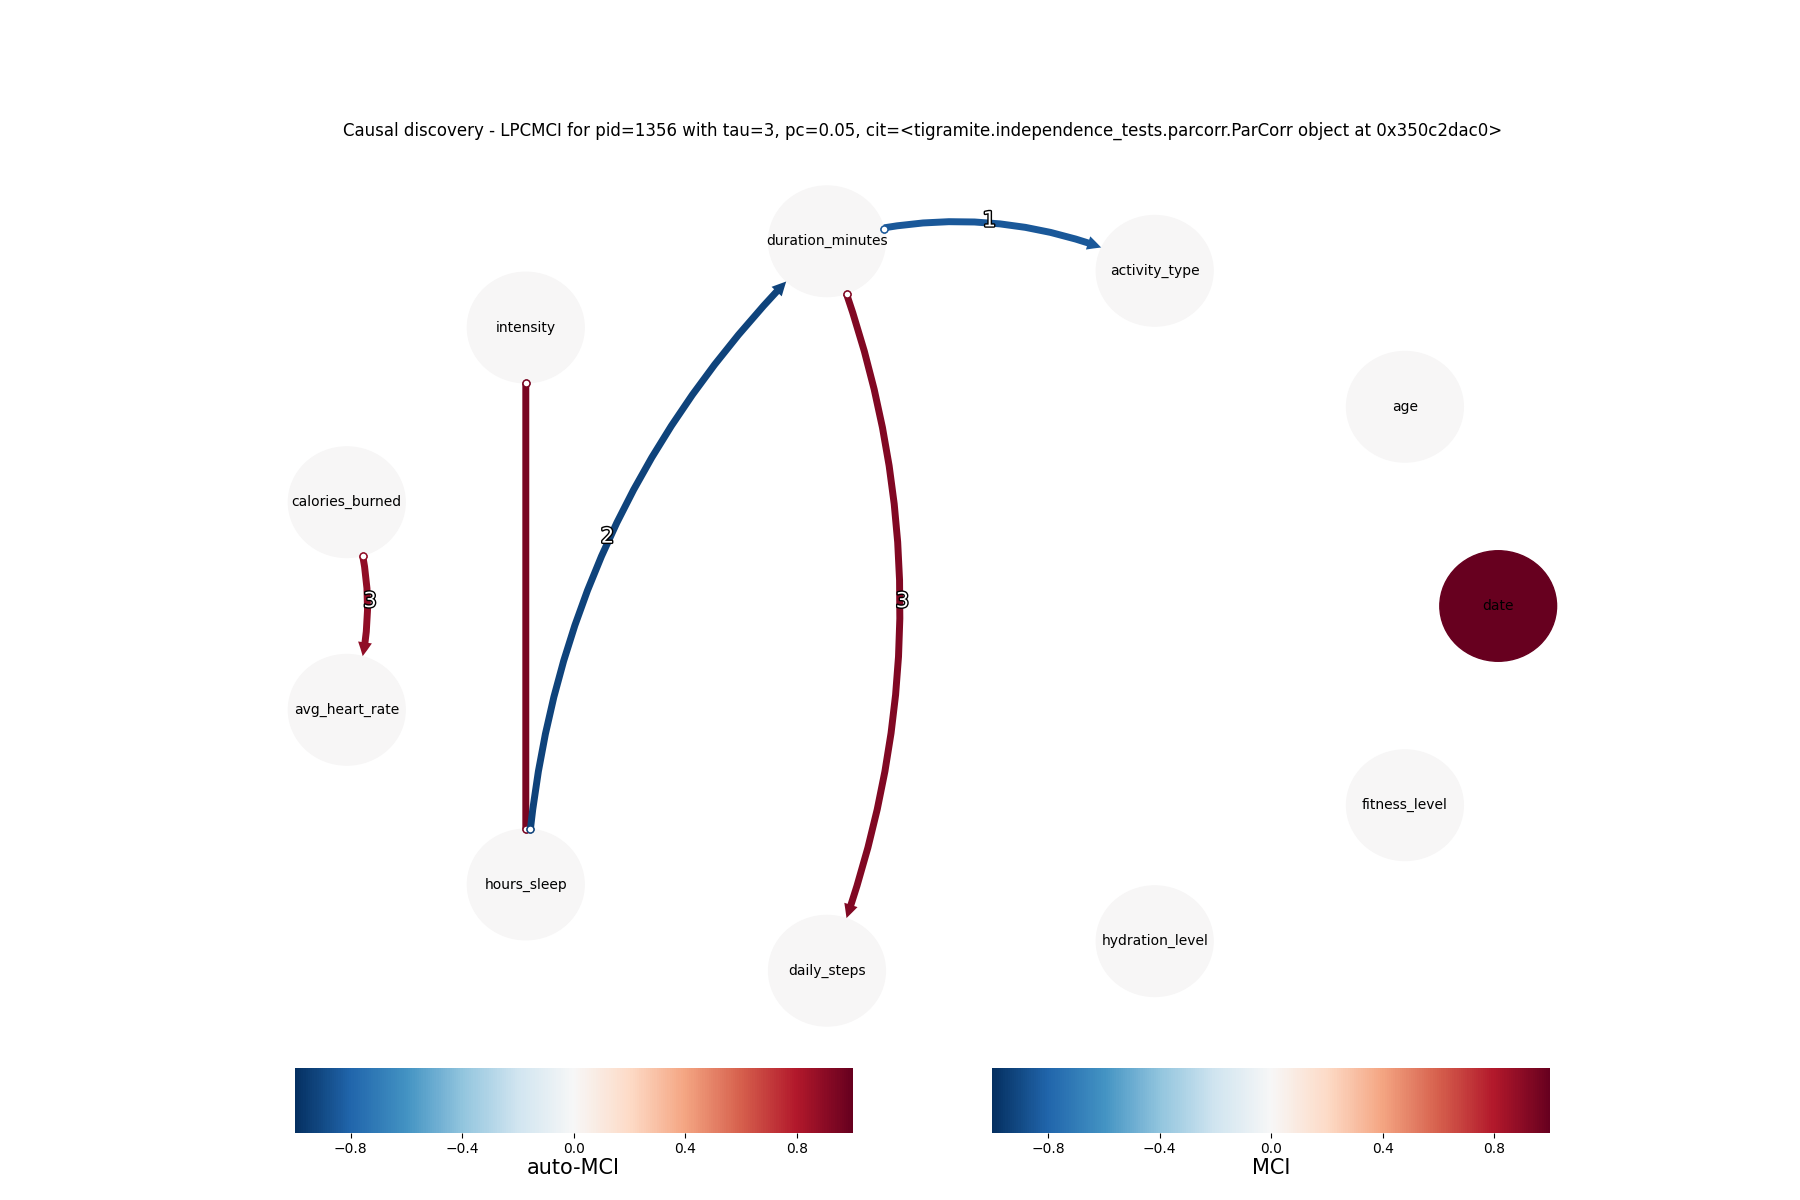 Causal discovery - LPCMCI for pid=1356 with tau=3, pc=0.05, cit=<tigramite.independence_tests.parcorr.ParCorr object at 0x350c2dac0>
1
duration_minutes
activity_type
intensity
age
calories_burned
2
3
3
date
avg_heart_rate
fitness_level
hours_sleep
hydration_level
daily_steps
−0.8 −0.4 0.0 0.4 0.8
auto-MCI
−0.8 −0.4 0.0 0.4 0.8
MCI